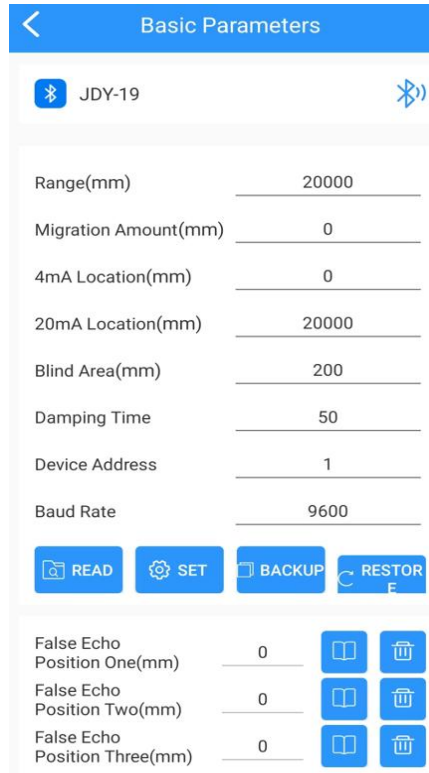 Basic Parameters
JDY-19
Range(mm) 20000
Migration Amount(mm) 0
4mA Location(mm) 0
20mA Location(mm) 20000
Blind Area(mm) 200
Damping Time 50
Device Address 1
Baud Rate 9600
READ SET BACKUP RESTOR
E
False Echo
Position One(mm) 0
False Echo
Position Two(mm) 0
False Echo
Position Three(mm) 0